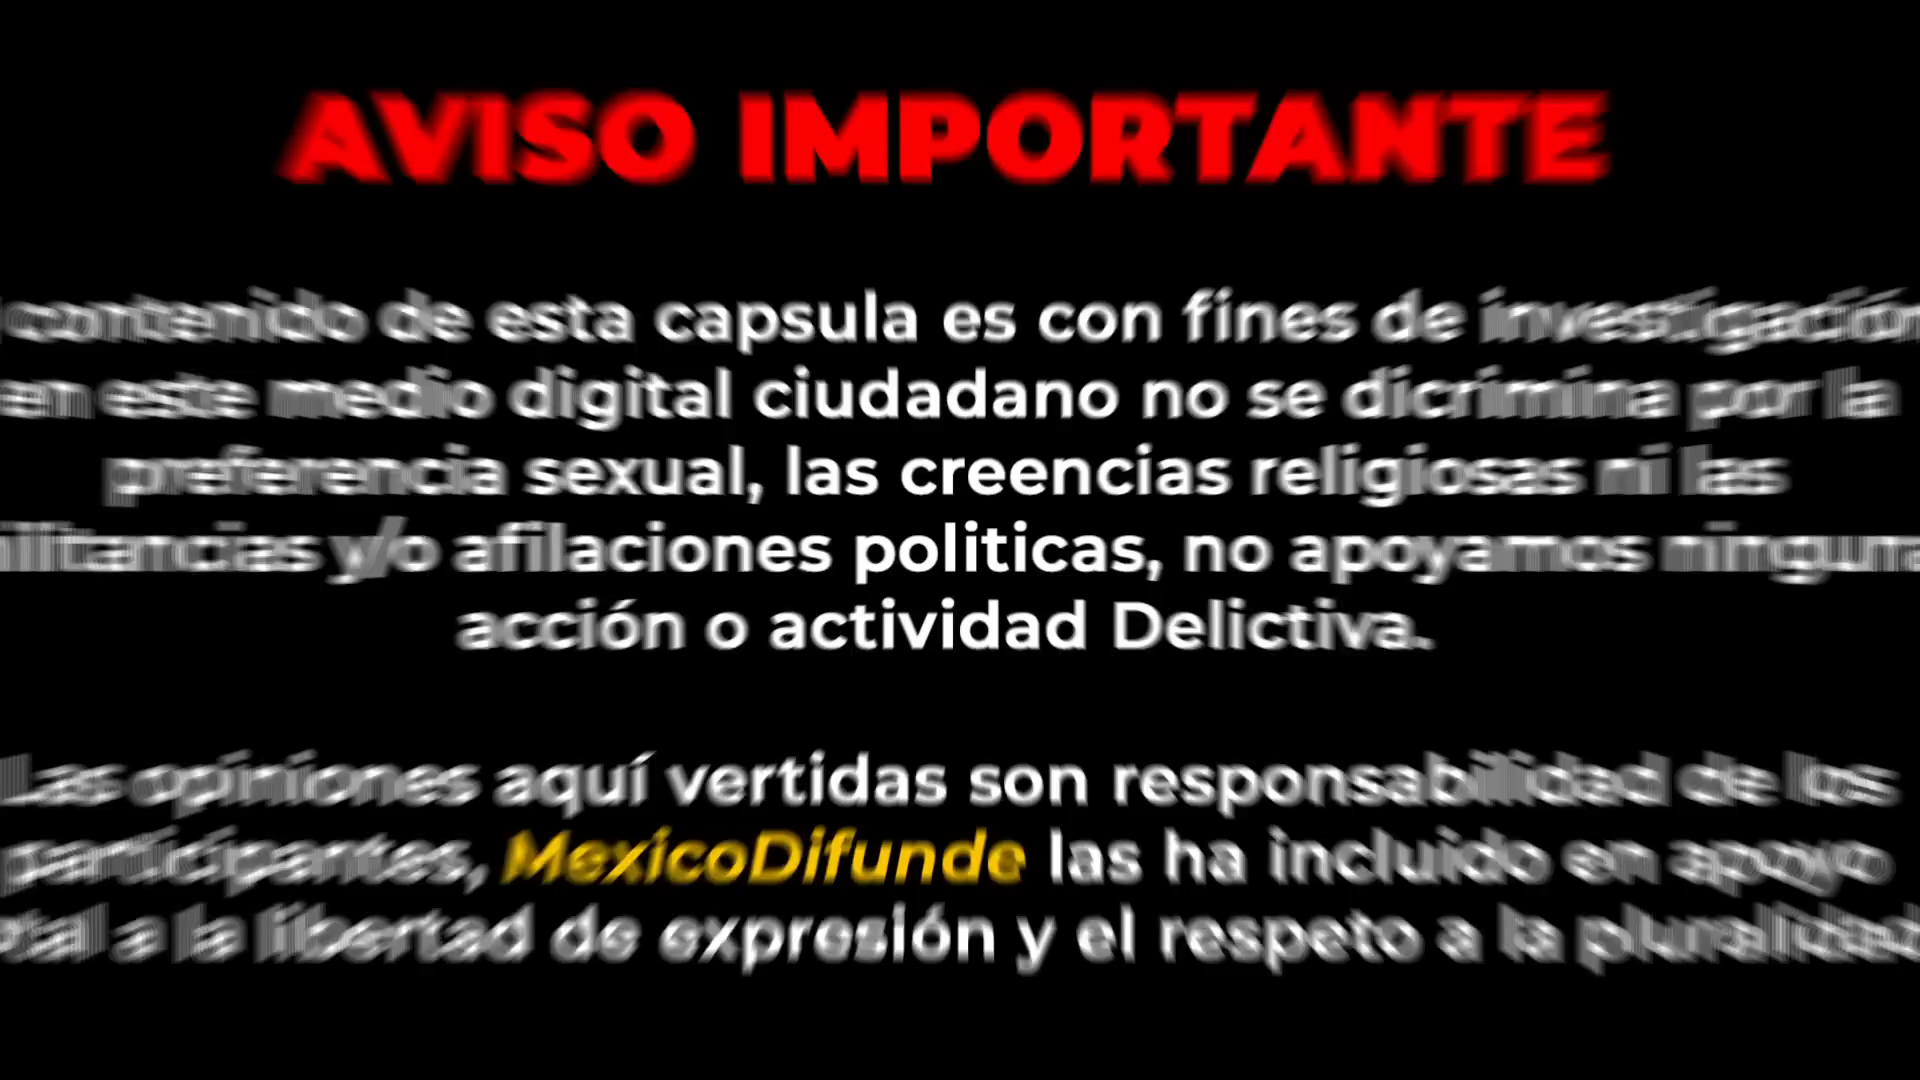 AVISO IMPORTANTE
contenido de esta capsula es con fines de investigación
en este medio digital ciudadano no se dicrimina por la
preferencia sexual, las creencias religiosas ni las
ilitancias y/o afilaciones politicas, no apoyamos ninguna
acción o actividad Delictiva.
Las opiniones aquí vertidas son responsabilidad de los
participantes, MexicoDifunde las ha incluido en apoyo
tal a la libertad de expresión y el respeto a la pluralidad